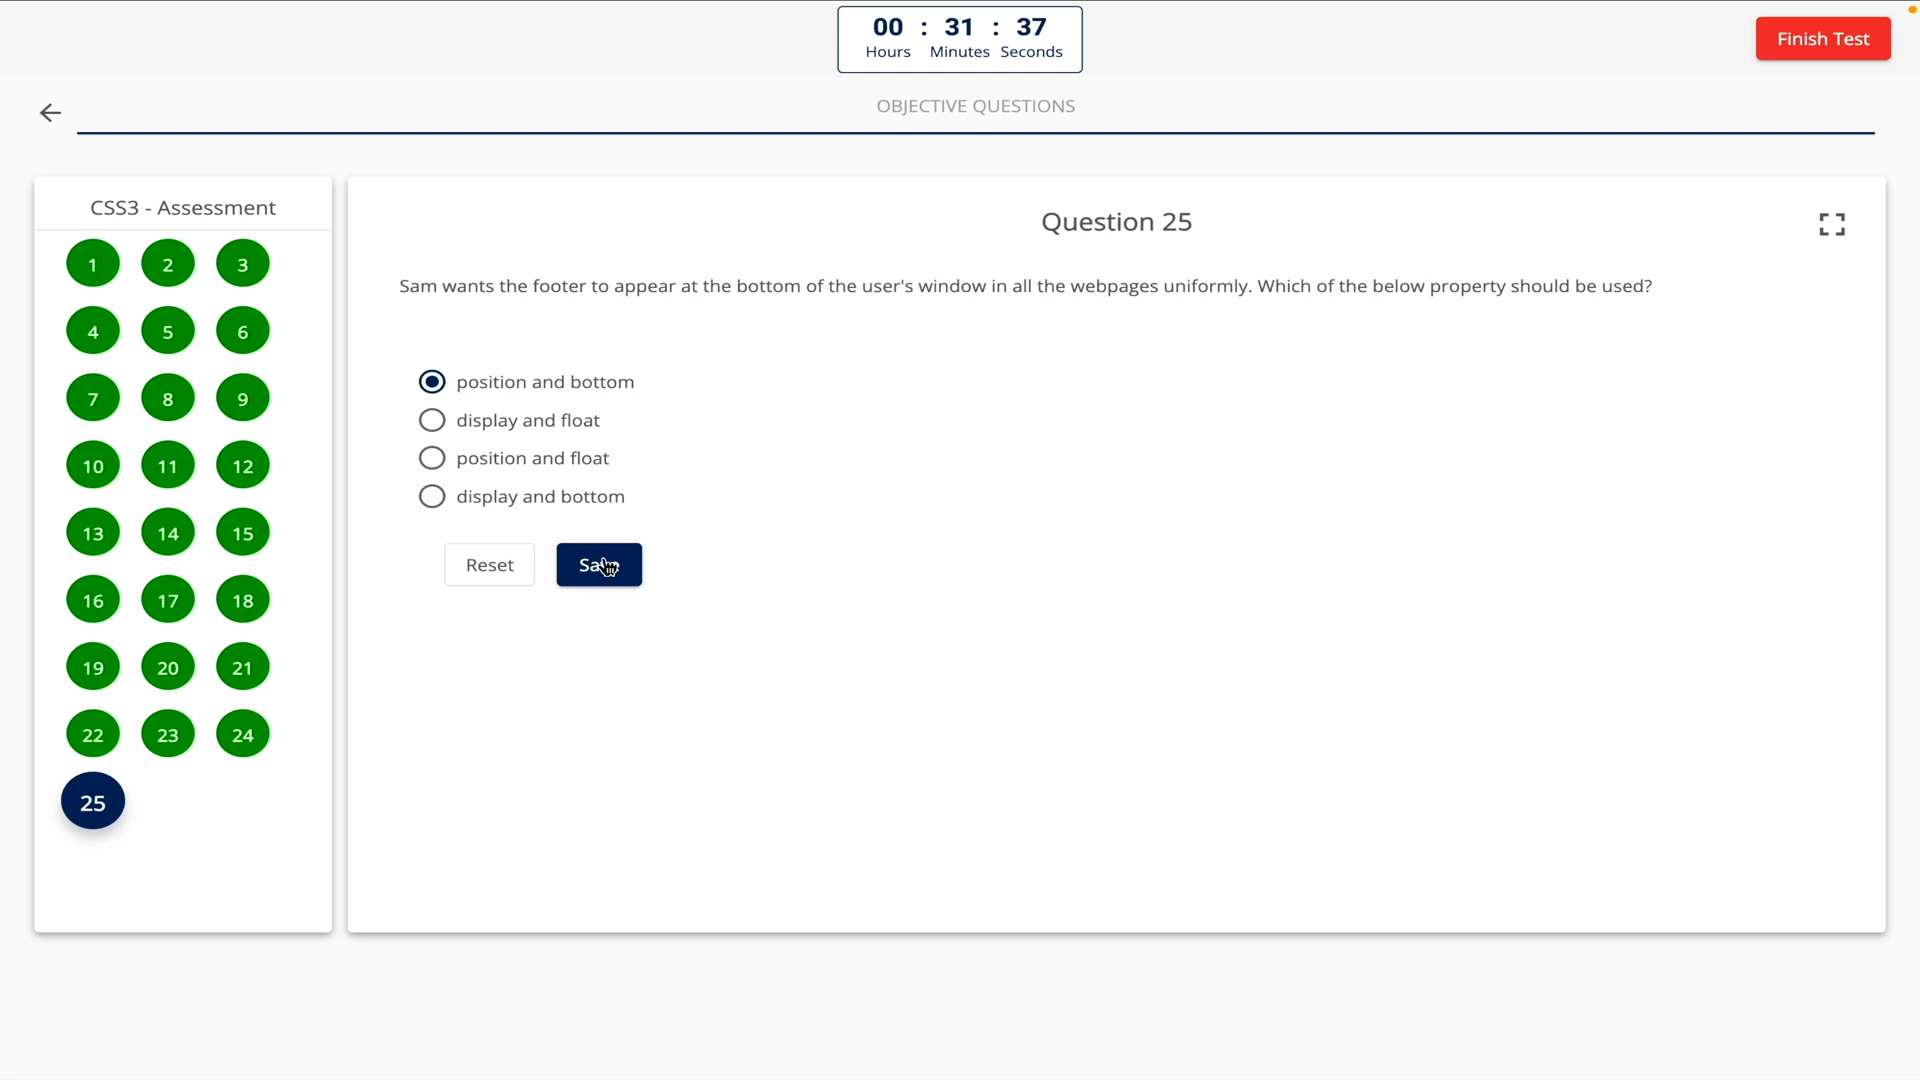 00 : 31 : 37
Hours Minutes Seconds
Finish Test
OBJECTIVE QUESTIONS
CSS3 - Assessment
1 2 3
4 5 6
7 8 9
10 11 12
13 14 15
16 17 18
19 20 21
22 23 24
25
Question 25
Sam wants the footer to appear at the bottom of the user's window in all the webpages uniformly. Which of the below property should be used?
position and bottom
display and float
position and float
display and bottom
Reset